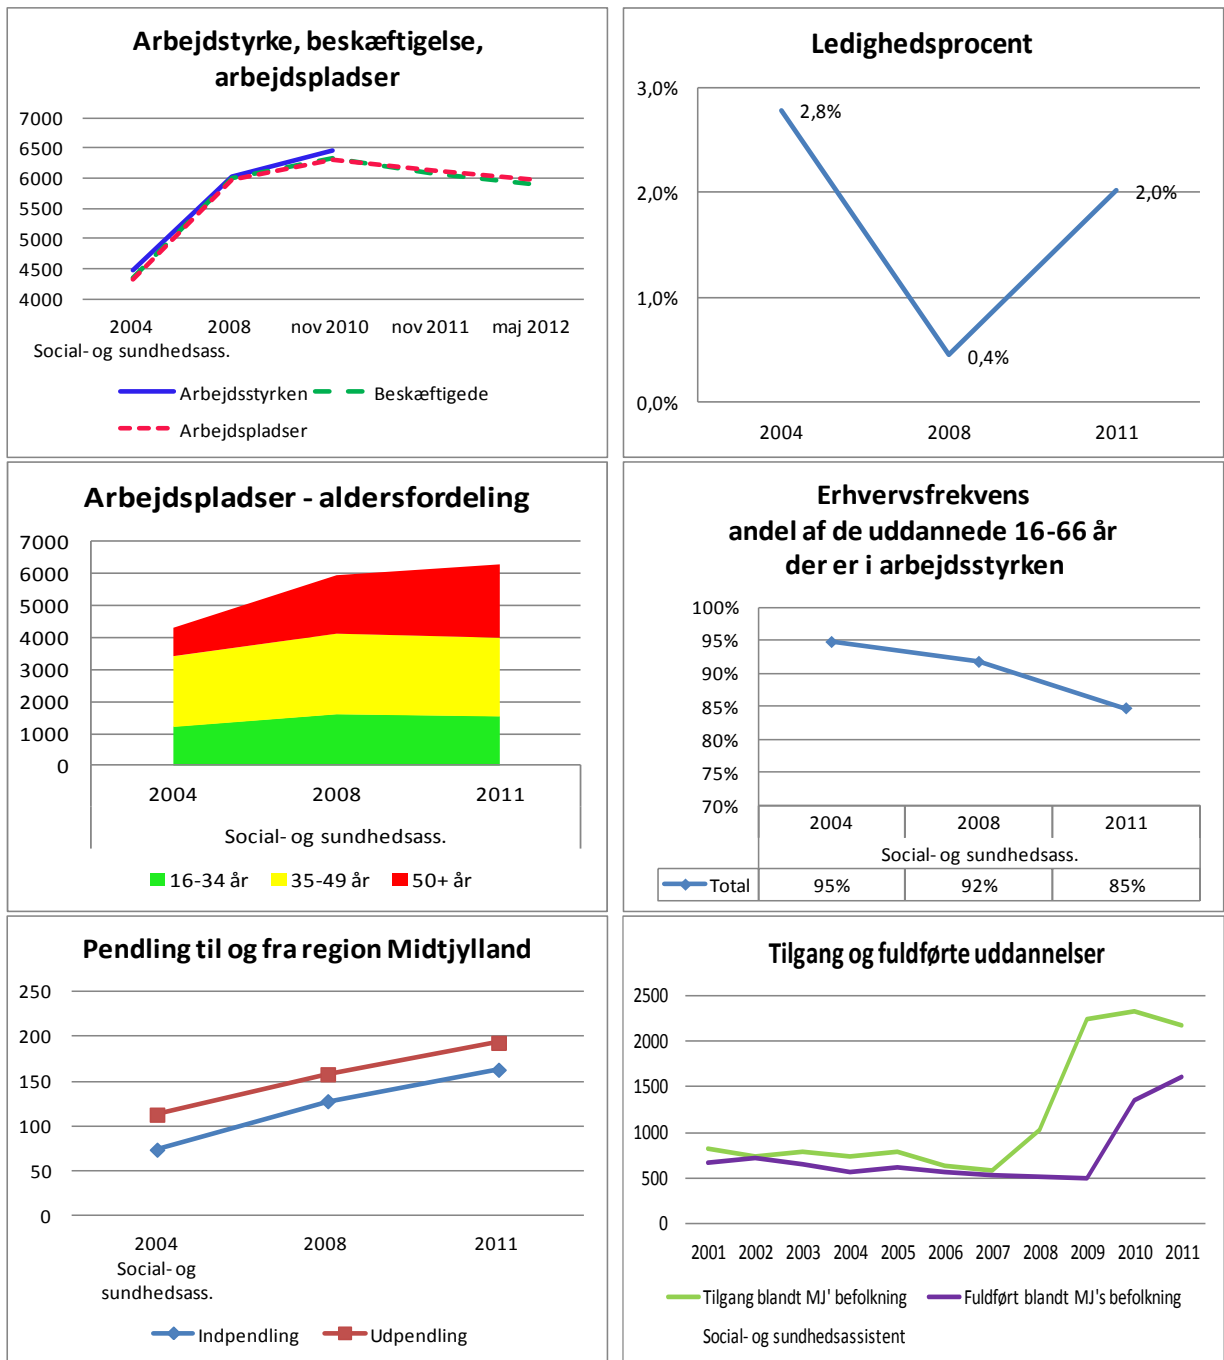 Arbejdstyrke, beskæftigelse,
arbejdspladser
7000
6500
6000
5500
5000
4500
4000
2004
2008
nov 2010
nov 2011
maj 2012
Social- og sundhedsass.
Arbejdsstyrken
Beskæftigede
Arbejdspladser
Ledighedsprocent
3,0%
2,0%
1,0%
0,0%
2,8%
0,4%
2,0%
2004
2008
2011
Arbejdspladser - aldersfordeling
7000
6000
5000
4000
3000
2000
1000
0
2004
2008
2011
Social- og sundhedsass.
16-34 år
35-49 år
50+ år
Erhvervsfrekvens
andel af de uddannede 16-66 år
der er i arbejdsstyrken
100%
95%
90%
85%
80%
75%
70%
2004
2008
2011
Social- og sundhedsass.
Total
95%
92%
85%
Pendling til og fra region Midtjylland
250
200
150
100
50
0
2004
2008
2011
Social- og
sundhedsass.
Indpendling
Udpendling
Tilgang og fuldførte uddannelser
2500
2000
1500
1000
500
0
2001 2002 2003 2004 2005 2006 2007 2008 2009 2010 2011
Tilgang blandt MJ' befolkning
Fuldført blandt MJ's befolkning
Social- og sundhedsassistent